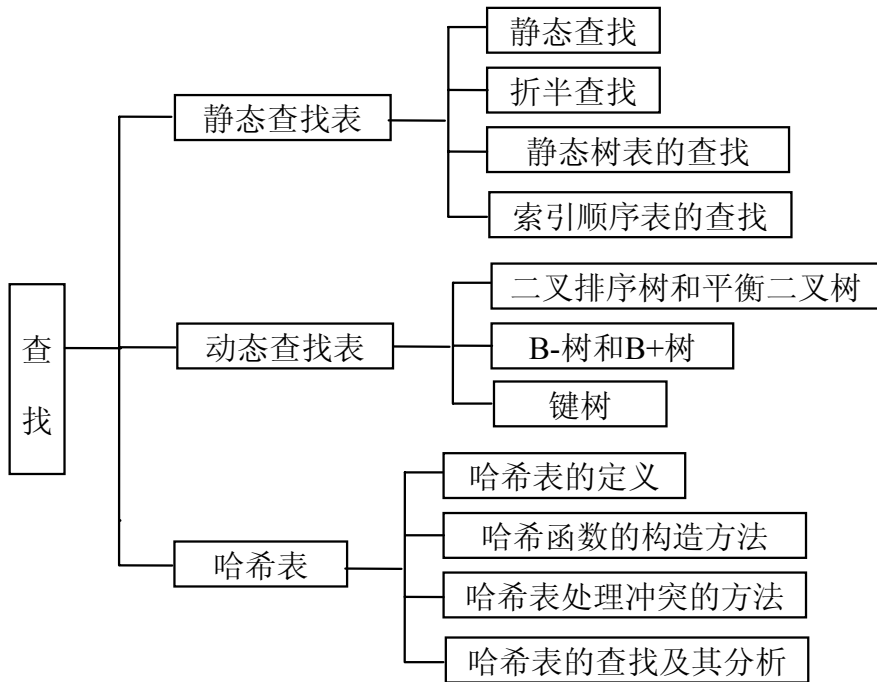 查找
静态查找表
静态查找
折半查找
静态树表的查找
索引顺序表的查找
动态查找表
二叉排序树和平衡二叉树
B-树和B+树
键树
哈希表
哈希表的定义
哈希函数的构造方法
哈希表处理冲突的方法
哈希表的查找及其分析